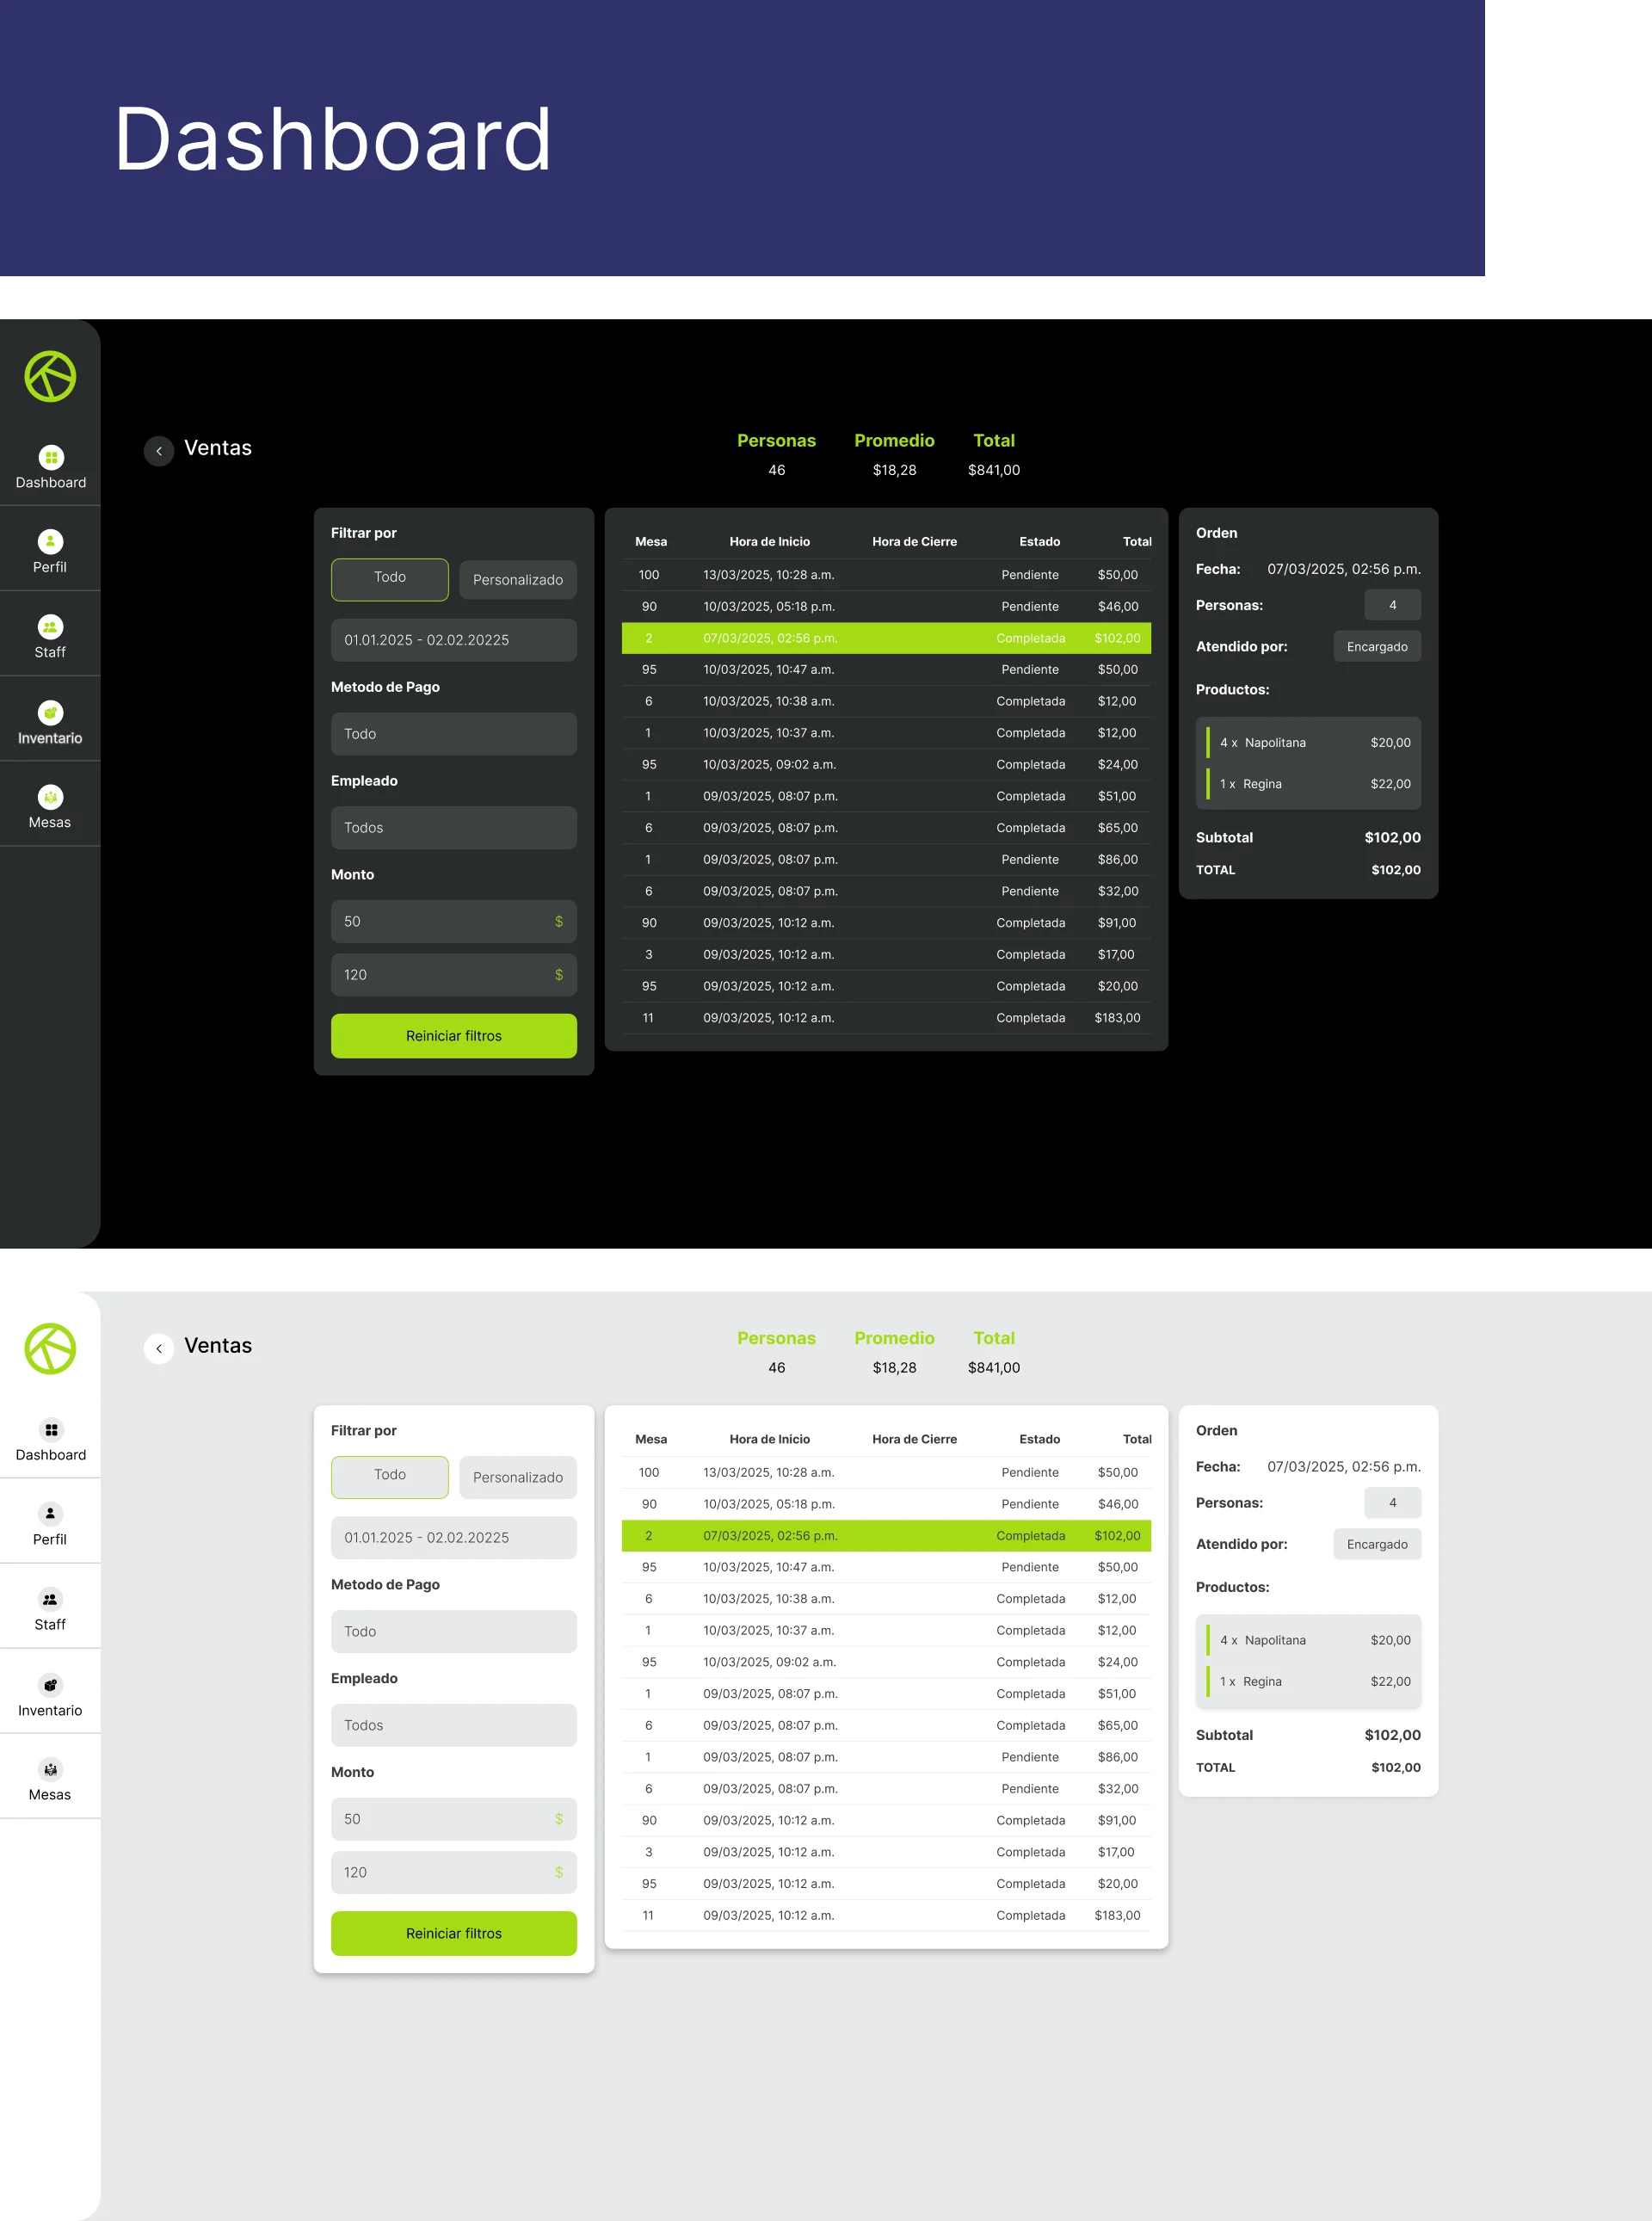 Dashboard
Dashboard
Perfil
Staff
Inventario
Mesas
Ventas
Personas Promedio Total
46 $18,28 $841,00
Filtrar por
Todo Personalizado
01.01.2025 - 02.02.20225
Metodo de Pago
Todo
Empleado
Todos
Monto
50 $
120 $
Reiniciar filtros
Mesa Hora de Inicio Hora de Cierre Estado Total
100 13/03/2025, 10:28 a.m. Pendiente $50,00
90 10/03/2025, 05:18 p.m. Pendiente $46,00
2 07/03/2025, 02:56 p.m. Completada $102,00
95 10/03/2025, 10:47 a.m. Pendiente $50,00
6 10/03/2025, 10:38 a.m. Completada $12,00
1 10/03/2025, 10:37 a.m. Completada $12,00
95 10/03/2025, 09:02 a.m. Completada $24,00
1 09/03/2025, 08:07 p.m. Completada $51,00
6 09/03/2025, 08:07 p.m. Completada $65,00
1 09/03/2025, 08:07 p.m. Pendiente $86,00
6 09/03/2025, 08:07 p.m. Pendiente $32,00
90 09/03/2025, 10:12 a.m. Completada $91,00
3 09/03/2025, 10:12 a.m. Completada $17,00
95 09/03/2025, 10:12 a.m. Completada $20,00
11 09/03/2025, 10:12 a.m. Completada $183,00
Orden
Fecha: 07/03/2025, 02:56 p.m.
Personas: 4
Atendido por: Encargado
Productos:
4 x Napolitana $20,00
1 x Regina $22,00
Subtotal $102,00
TOTAL $102,00
Dashboard
Perfil
Staff
Inventario
Mesas
Ventas
Personas Promedio Total
46 $18,28 $841,00
Filtrar por
Todo Personalizado
01.01.2025 - 02.02.20225
Metodo de Pago
Todo
Empleado
Todos
Monto
50 $
120 $
Reiniciar filtros
Mesa Hora de Inicio Hora de Cierre Estado Total
100 13/03/2025, 10:28 a.m. Pendiente $50,00
90 10/03/2025, 05:18 p.m. Pendiente $46,00
2 07/03/2025, 02:56 p.m. Completada $102,00
95 10/03/2025, 10:47 a.m. Pendiente $50,00
6 10/03/2025, 10:38 a.m. Completada $12,00
1 10/03/2025, 10:37 a.m. Completada $12,00
95 10/03/2025, 09:02 a.m. Completada $24,00
1 09/03/2025, 08:07 p.m. Completada $51,00
6 09/03/2025, 08:07 p.m. Completada $65,00
1 09/03/2025, 08:07 p.m. Pendiente $86,00
6 09/03/2025, 08:07 p.m. Pendiente $32,00
90 09/03/2025, 10:12 a.m. Completada $91,00
3 09/03/2025, 10:12 a.m. Completada $17,00
95 09/03/2025, 10:12 a.m. Completada $20,00
11 09/03/2025, 10:12 a.m. Completada $183,00
Orden
Fecha: 07/03/2025, 02:56 p.m.
Personas: 4
Atendido por: Encargado
Productos:
4 x Napolitana $20,00
1 x Regina $22,00
Subtotal $102,00
TOTAL $102,00